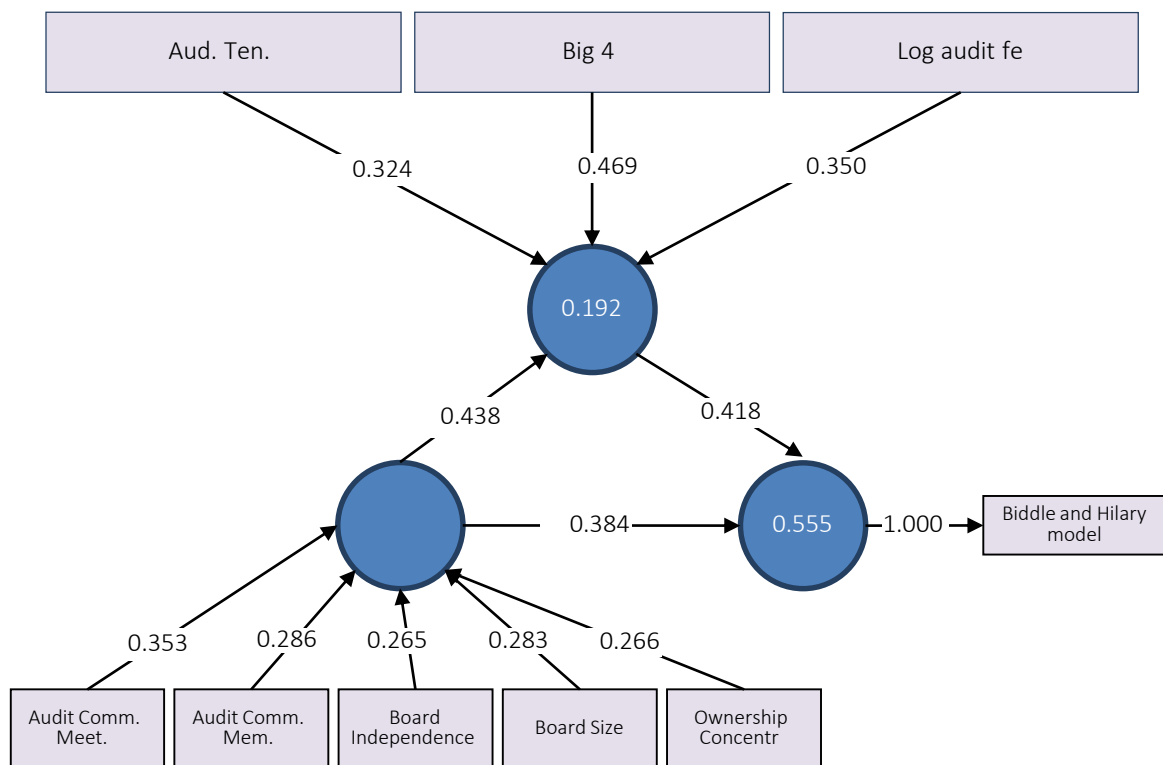 Aud. Ten.
Big 4
Log audit fe
0.324
0.469
0.350
0.192
0.438
0.418
0.384
0.555
1.000
Biddle and Hilary
model
0.353
0.286
0.265
0.283
0.266
Audit Comm.
Meet.
Audit Comm.
Mem.
Board
Independence
Board Size
Ownership
Concentr